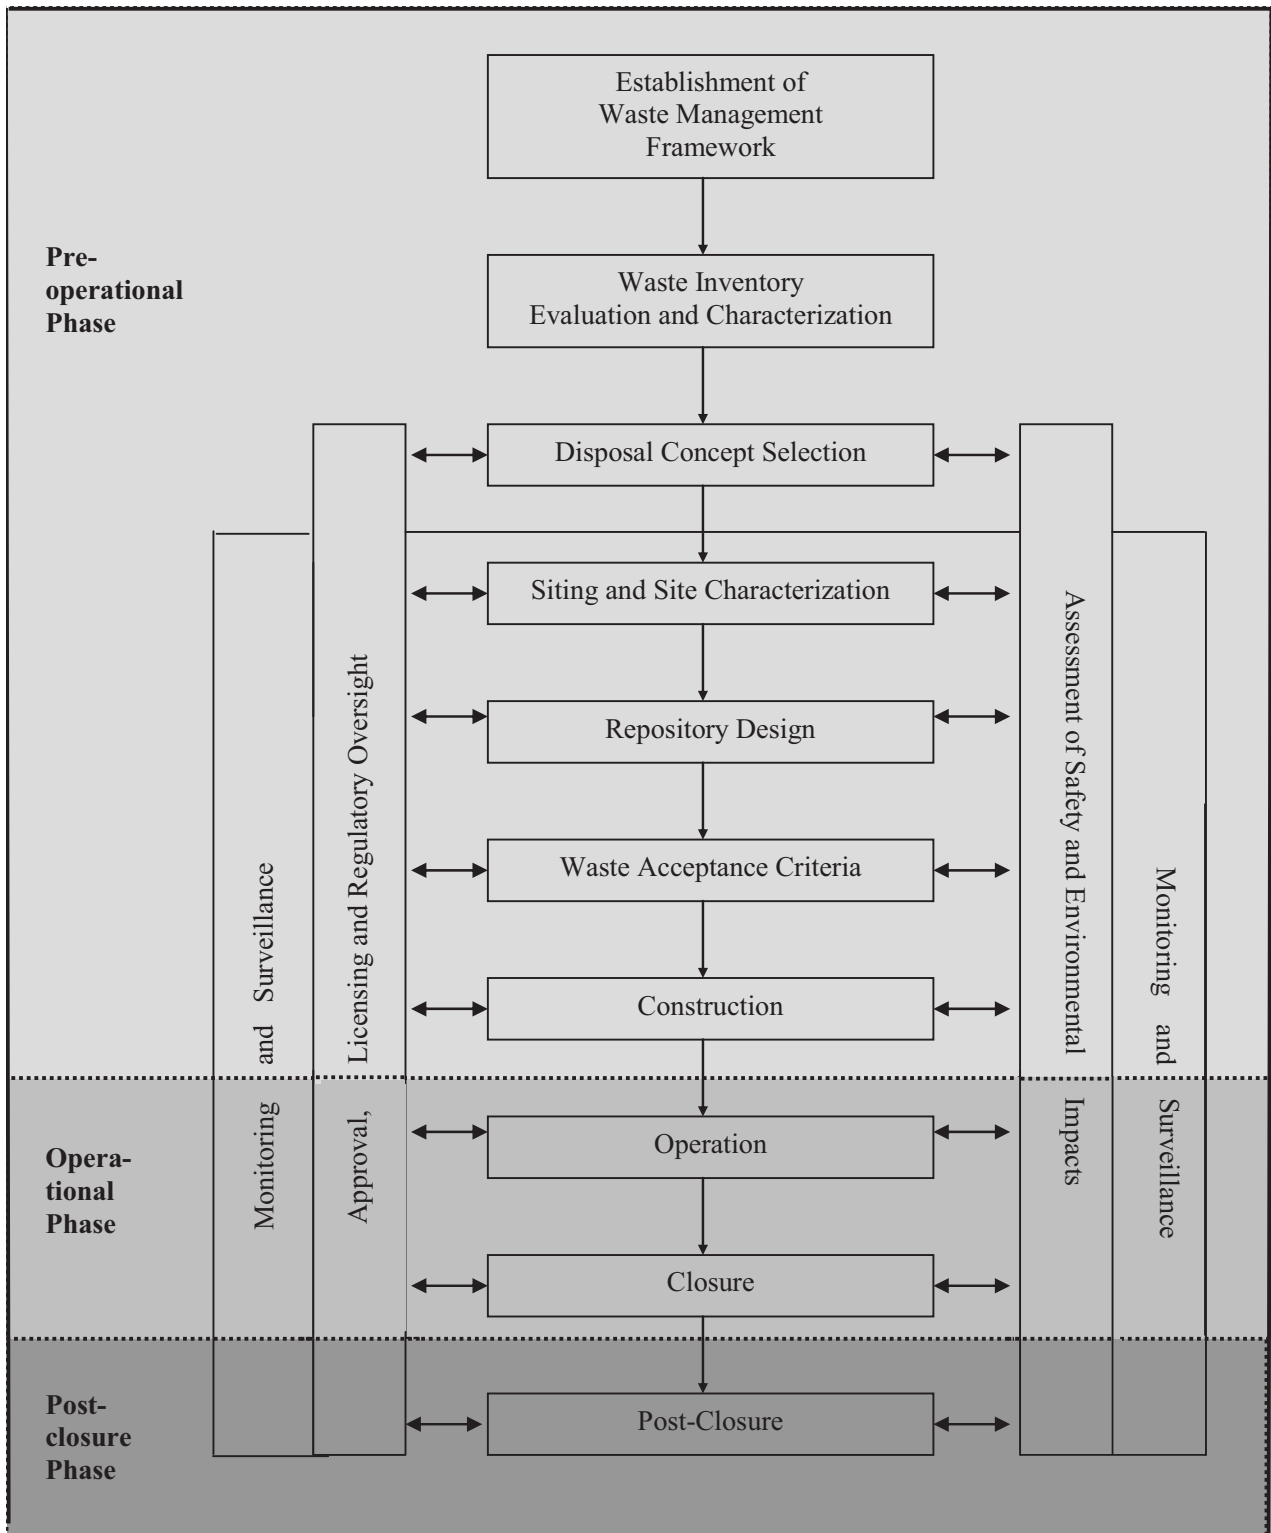 Establishment of
Waste Management
Framework
Pre-
operational
Phase
Waste Inventory
Evaluation and Characterization
Disposal Concept Selection
Siting and Site Characterization
Repository Design
Waste Acceptance Criteria
Construction
Monitoring and Surveillance
Approval, Licensing and Regulatory Oversight
Assessment of Safety and Environmental Impacts
Monitoring and Surveillance
Opera-
tional
Phase
Operation
Closure
Post-
closure
Phase
Post-Closure